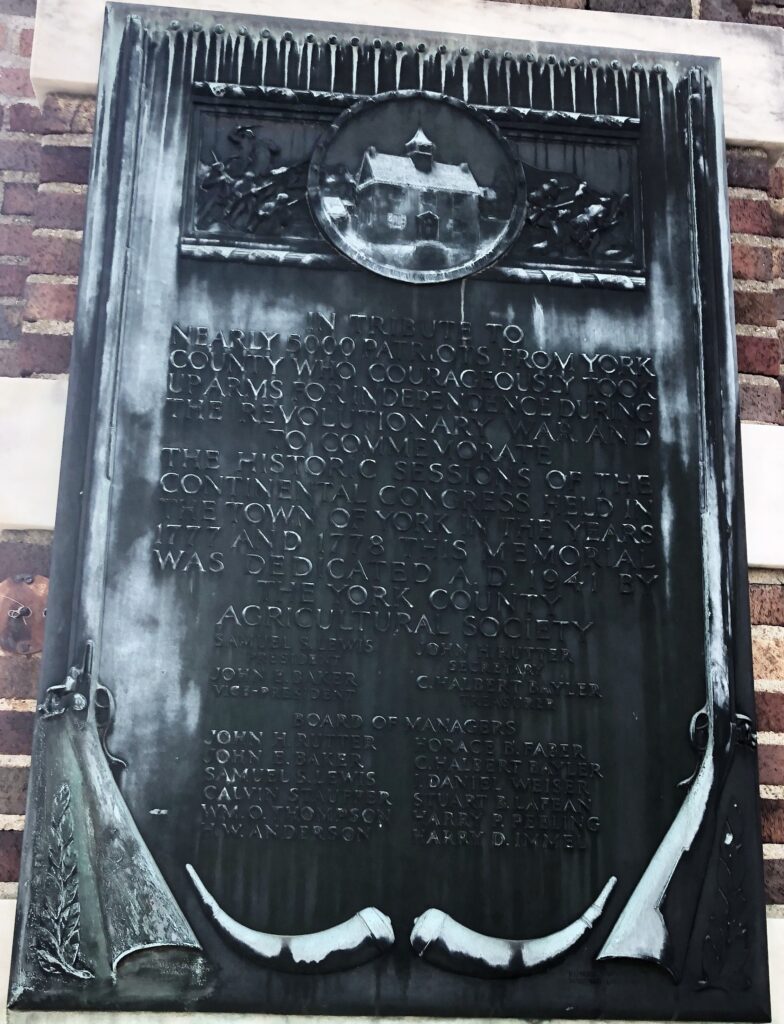 IN TRIBUTE TO
NEARLY 5000 PATRIOTS FROM YORK
COUNTY WHO COURAGEOUSLY TOOK
UP ARMS FOR INDEPENDENCE DURING
THE REVOLUTIONARY WAR AND
TO COMMEVORATE
THE HISTORIC SESSIONS OF THE
CONTINENTAL CONGRESS HELD IN
THE TOWN OF YORK IN THE YEARS
1777 AND 1778 THIS MEMORIAL
WAS DEDICATED A.D. 1941 BY
THE YORK COUNTY
AGRICULTURAL SOCIETY
SAMUEL S. LEWIS
PRESIDENT
JOHN H. RUTTER
SECRETARY
JOHN E. BAKER
VICE-PRESIDENT
C. HALBERT BAYLER
TREASURER
BOARD OF MANAGERS
JOHN H. RUTTER HORACE D. FABER
JOHN E. BAKER C. HALBERT BAYLER
SAMUEL S. LEWIS DANIEL WEISER
CALVIN STAUFFER STUART B. LAFEAN
WM. O. THOMPSON HARRY P. PEELING
H.W. ANDERSON HARRY D. IMMEL